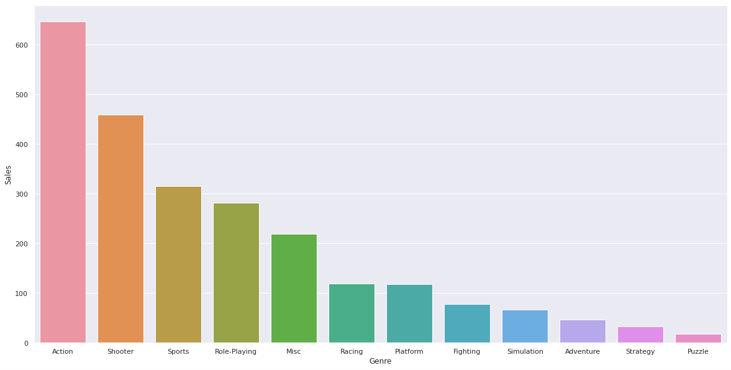 600
500
400
300
200
100
0
Sales
Action Shooter Sports Role-Playing Misc Racing Platform Fighting Simulation Adventure Strategy Puzzle
Genre